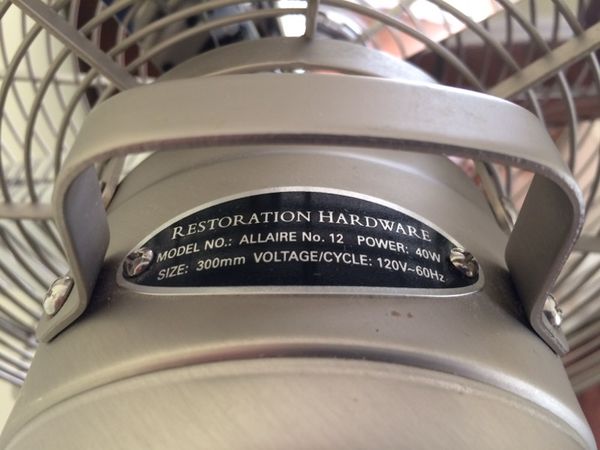 RESTORATION HARDWARE
MODEL NO.: ALLAIRE No. 12 POWER: 40W
SIZE: 300mm VOLTAGE/CYCLE: 120V~60Hz